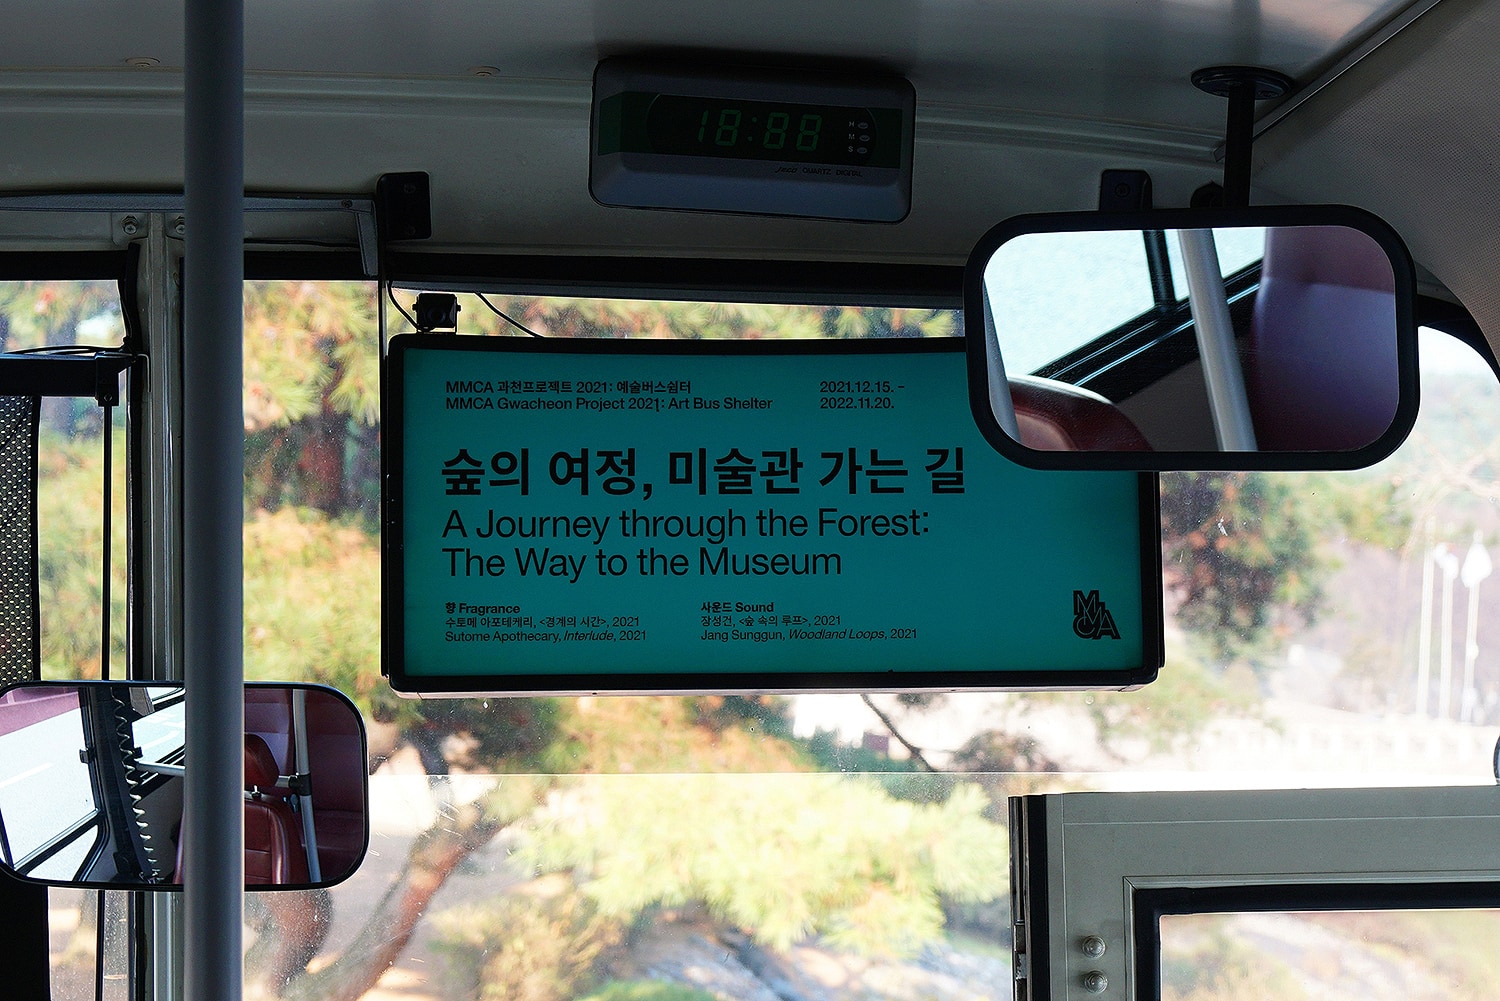 18:88
H
M
S
QUARTZ DIGITAL
MMCA 과천프로젝트 2021: 예술버스쉼터
MMCA Gwacheon Project 2021: Art Bus Shelter
2021.12.15. –
2022.11.20.
숲의 여정, 미술관 가는 길
A Journey through the Forest:
The Way to the Museum
향 Fragrance
수토메 아포테케리, <경계의 시간>, 2021
Sutome Apothecary, Interlude, 2021
사운드 Sound
장성건, <숲 속의 루프>, 2021
Jang Sunggun, Woodland Loops, 2021
MMCA